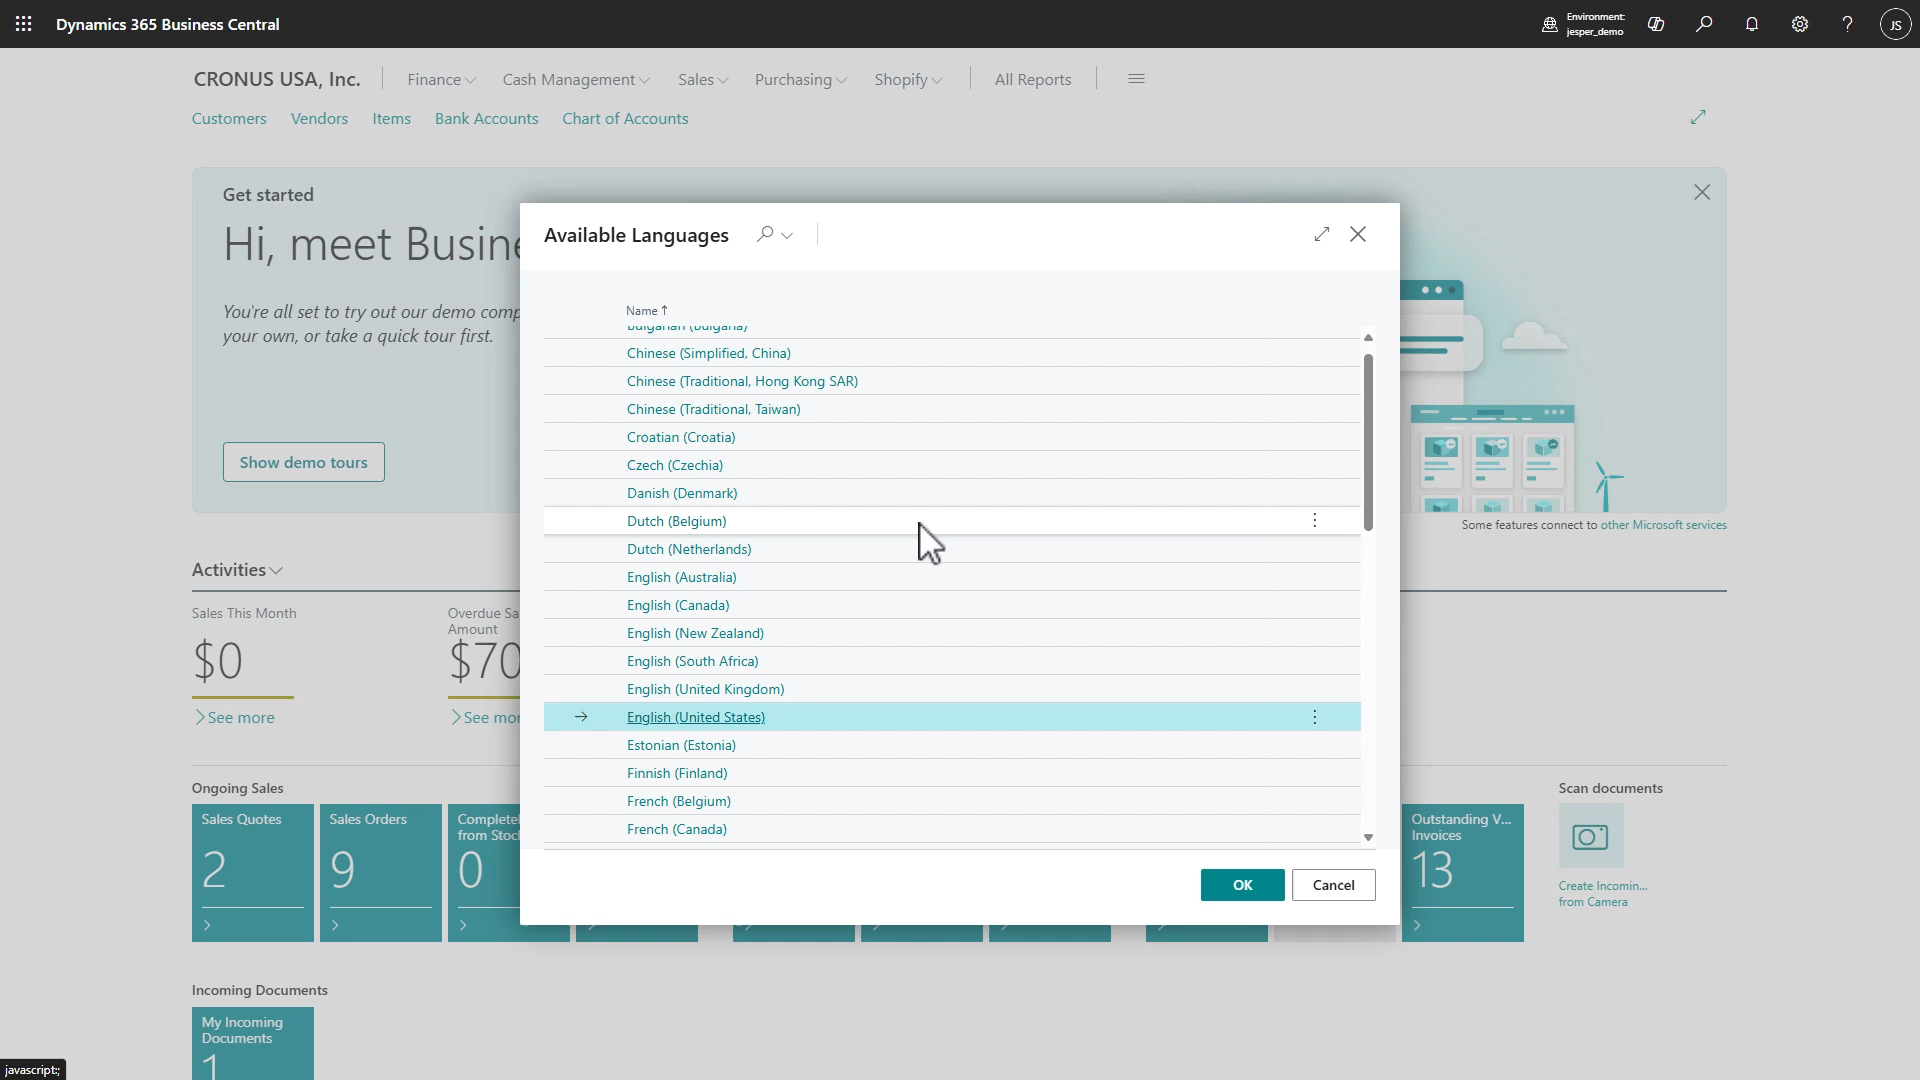 Dynamics 365 Business Central
Environment:
jesper_demo
JS
CRONUS USA, Inc.
Finance
Cash Management
Sales
Purchasing
Shopify
All Reports
Customers
Vendors
Items
Bank Accounts
Chart of Accounts
Get started
Hi, meet Busine
You're all set to try out our demo comp
your own, or take a quick tour first.
Show demo tours
Some features connect to other Microsoft services
Available Languages
Name ↑
Bulgarian (Bulgaria)
Chinese (Simplified, China)
Chinese (Traditional, Hong Kong SAR)
Chinese (Traditional, Taiwan)
Croatian (Croatia)
Czech (Czechia)
Danish (Denmark)
Dutch (Belgium)
Dutch (Netherlands)
English (Australia)
English (Canada)
English (New Zealand)
English (South Africa)
English (United Kingdom)
English (United States)
Estonian (Estonia)
Finnish (Finland)
French (Belgium)
French (Canada)
OK
Cancel
Activities
Sales This Month
$0
See more
Overdue Sa
Amount
$70
See mor
Ongoing Sales
Sales Quotes
2
Sales Orders
9
Complete
from Stoc
0
Outstanding V...
Invoices
13
Scan documents
Create Incomin...
from Camera
Incoming Documents
My Incoming
Documents
1
javascript:;